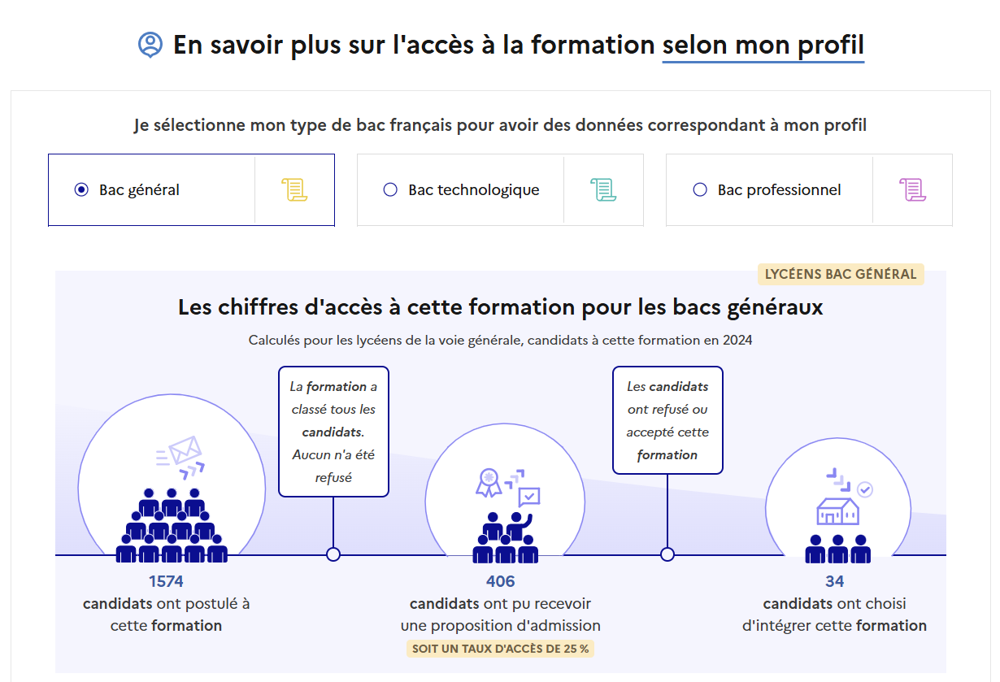 En savoir plus sur l'accès à la formation selon mon profil
Je sélectionne mon type de bac français pour avoir des données correspondant à mon profil
Bac général
Bac technologique
Bac professionnel
LYCÉENS BAC GÉNÉRAL
Les chiffres d'accès à cette formation pour les bacs généraux
Calculés pour les lycéens de la voie générale, candidats à cette formation en 2024
La formation a
classé tous les
candidats.
Aucun n'a été
refusé
Les candidats
ont refusé ou
accepté cette
formation
1574
candidats ont postulé à
cette formation
406
candidats ont pu recevoir
une proposition d'admission
SOIT UN TAUX D'ACCÈS DE 25 %
34
candidats ont choisi
d'intégrer cette formation